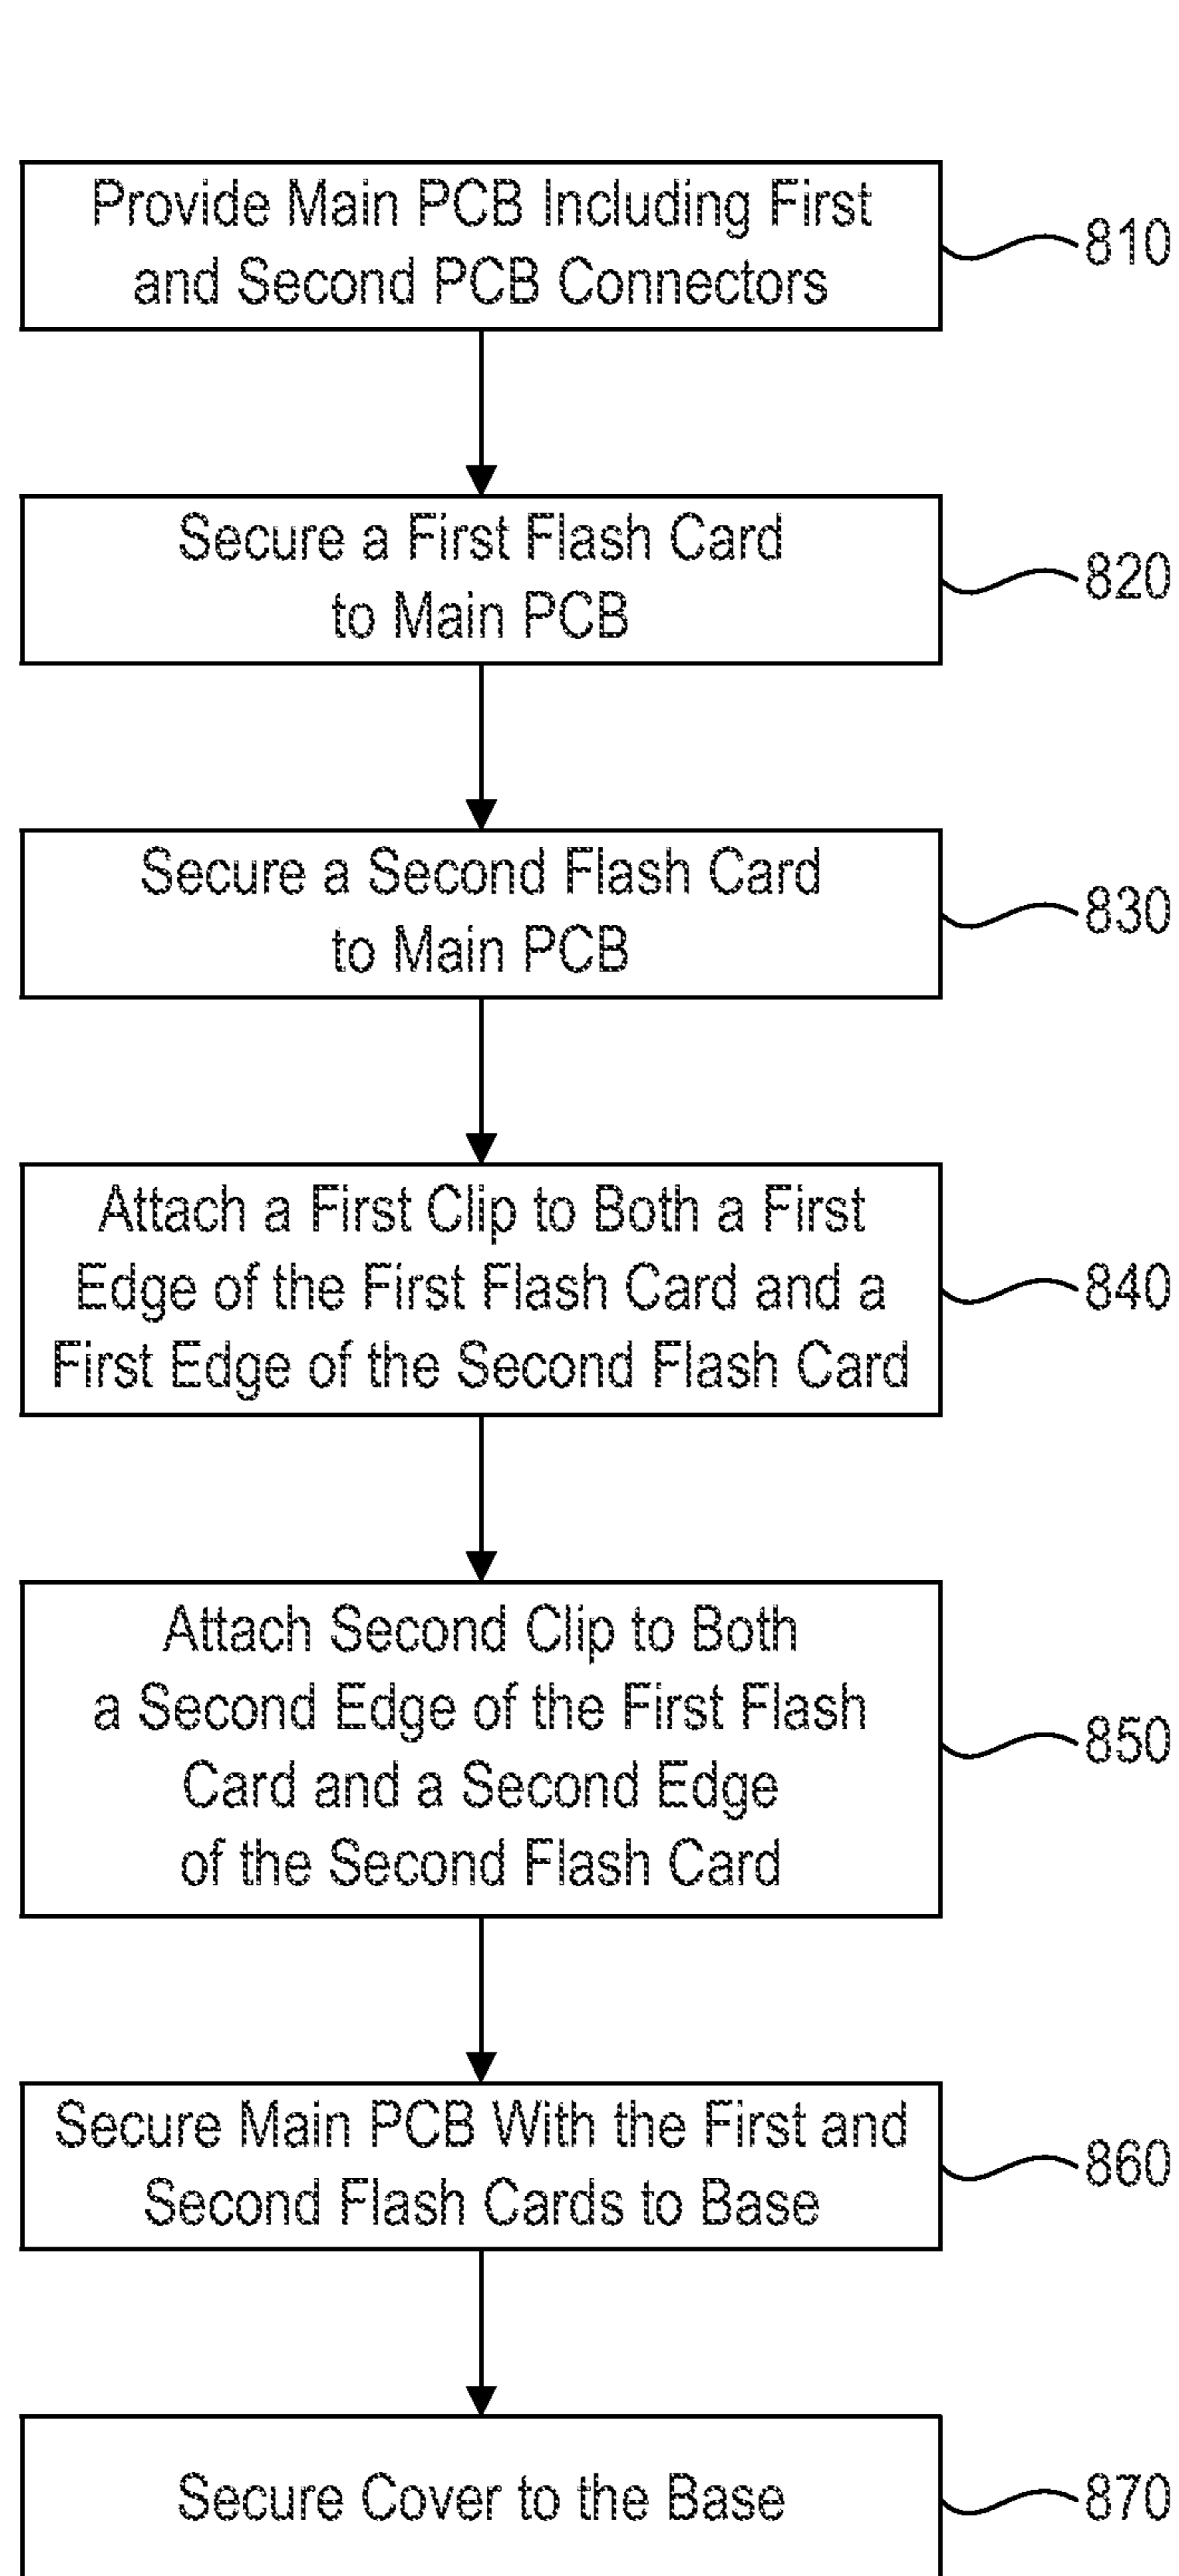 Provide Main PCB Including First
and Second PCB Connectors
810
Secure a First Flash Card
to Main PCB
820
Secure a Second Flash Card
to Main PCB
830
Attach a First Clip to Both a First
Edge of the First Flash Card and a
First Edge of the Second Flash Card
840
Attach Second Clip to Both
a Second Edge of the First Flash
Card and a Second Edge
of the Second Flash Card
850
Secure Main PCB With the First and
Second Flash Cards to Base
860
Secure Cover to the Base
870